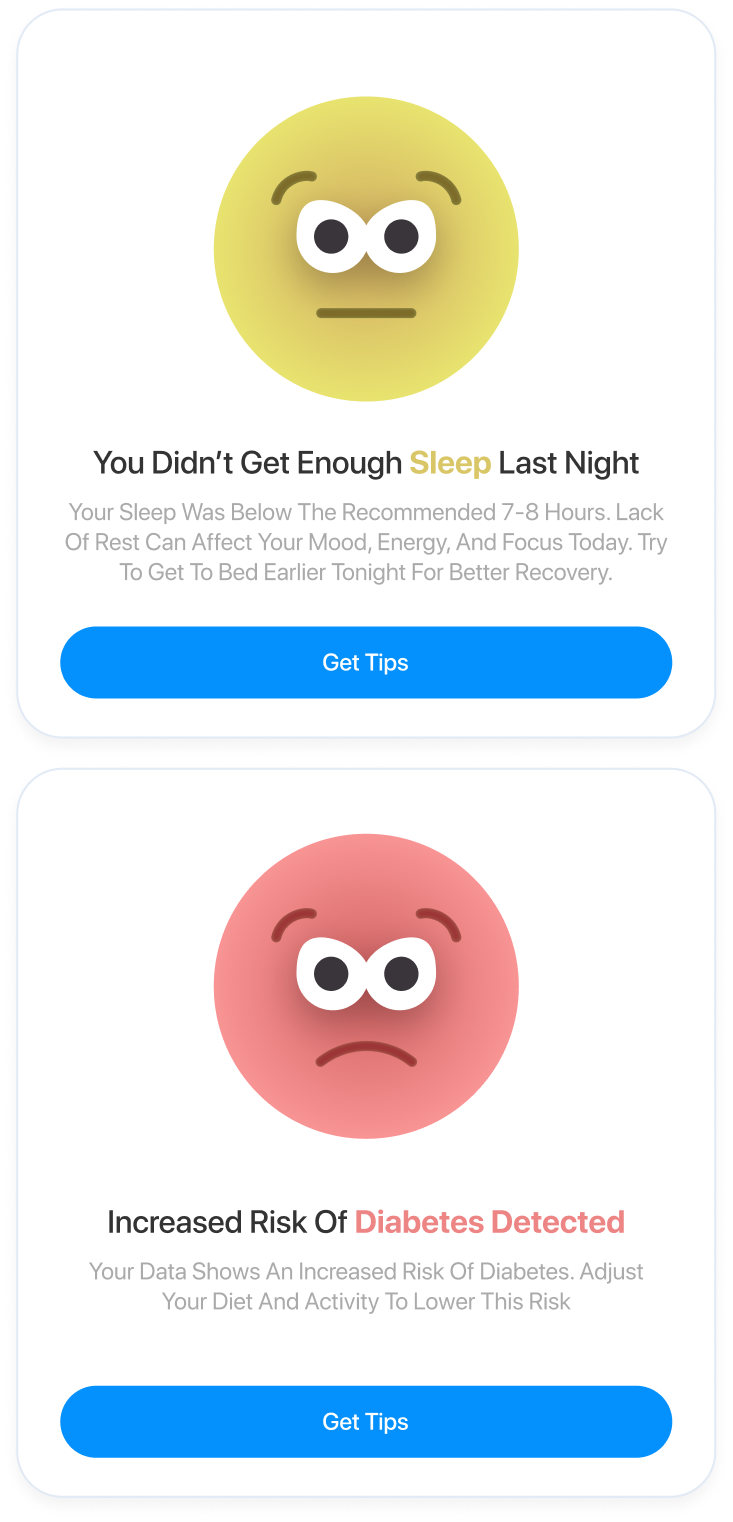 You Didn’t Get Enough Sleep Last Night
Your Sleep Was Below The Recommended 7-8 Hours. Lack
Of Rest Can Affect Your Mood, Energy, And Focus Today. Try
To Get To Bed Earlier Tonight For Better Recovery.
Get Tips
Increased Risk Of Diabetes Detected
Your Data Shows An Increased Risk Of Diabetes. Adjust
Your Diet And Activity To Lower This Risk
Get Tips